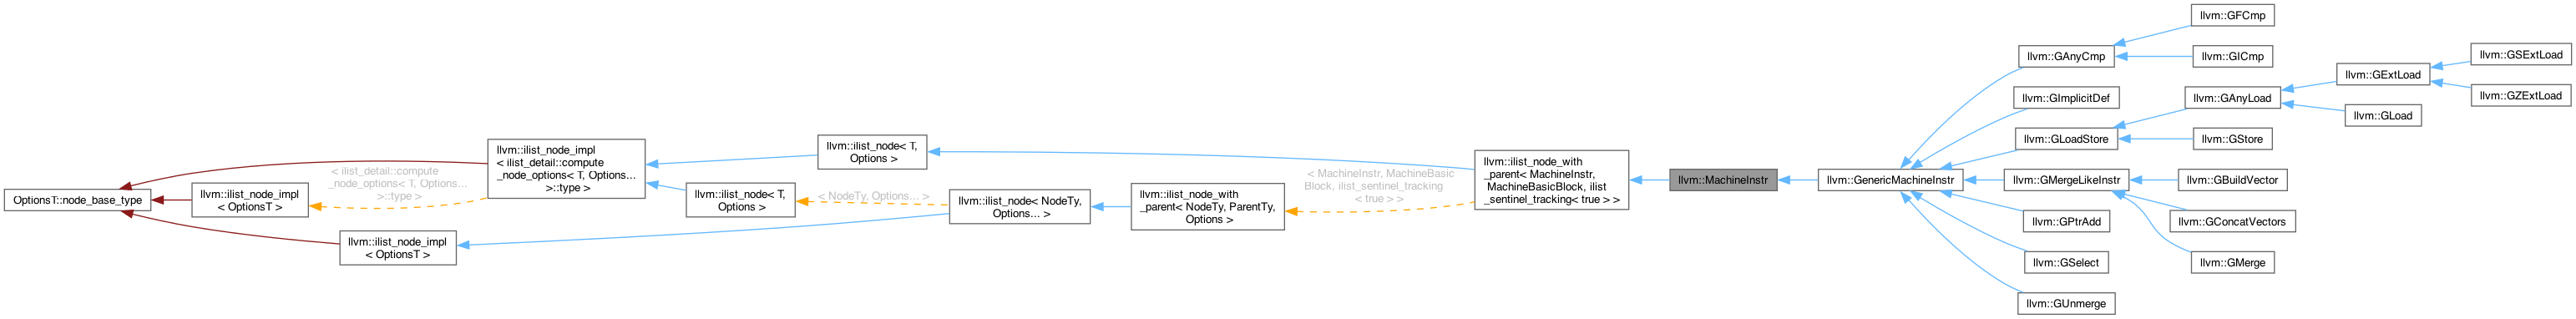 OptionsT::node_base_type
llvm::ilist_node_impl
< OptionsT >
< ilist_detail::compute
_node_options< T, Options...
>::type >
llvm::ilist_node_impl
< OptionsT >
llvm::ilist_node_impl
< ilist_detail::compute
_node_options< T, Options...
>::type >
llvm::ilist_node< T,
Options >
llvm::ilist_node< T,
Options >
< NodeTy, Options... >
llvm::ilist_node< NodeTy,
Options... >
llvm::ilist_node_with
_parent< NodeTy, ParentTy,
Options >
< MachineInstr, MachineBasic
Block, ilist_sentinel_tracking
< true > >
llvm::ilist_node_with
_parent< MachineInstr,
MachineBasicBlock, ilist
_sentinel_tracking< true > >
llvm::MachineInstr
llvm::GenericMachineInstr
llvm::GAnyCmp
llvm::GFCmp
llvm::GICmp
llvm::GImplicitDef
llvm::GLoadStore
llvm::GAnyLoad
llvm::GExtLoad
llvm::GSExtLoad
llvm::GZExtLoad
llvm::GLoad
llvm::GStore
llvm::GMergeLikeInstr
llvm::GBuildVector
llvm::GConcatVectors
llvm::GMerge
llvm::GPtrAdd
llvm::GSelect
llvm::GUnmerge